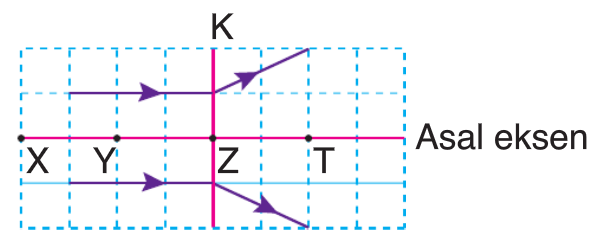 K
Asal eksen
X Y Z T